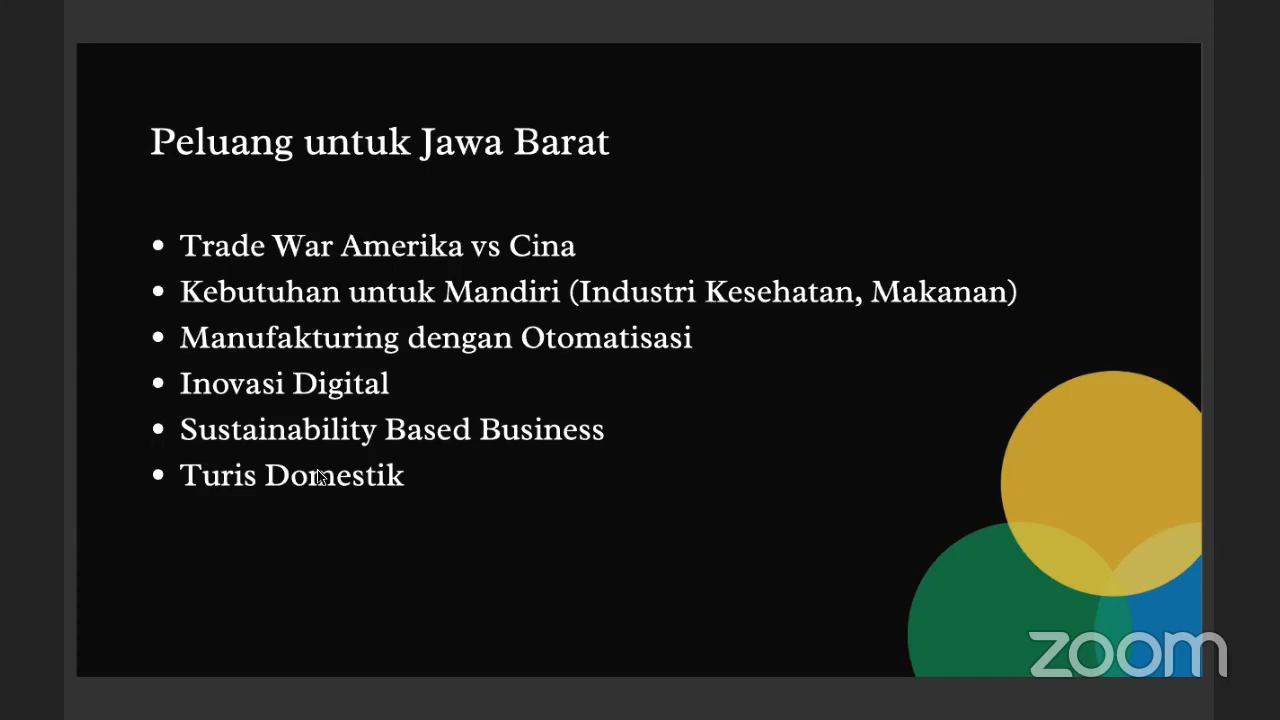 Peluang untuk Jawa Barat
• Trade War Amerika vs Cina
• Kebutuhan untuk Mandiri (Industri Kesehatan, Makanan)
• Manufakturing dengan Otomatisasi
• Inovasi Digital
• Sustainability Based Business
• Turis Domestik
zoom